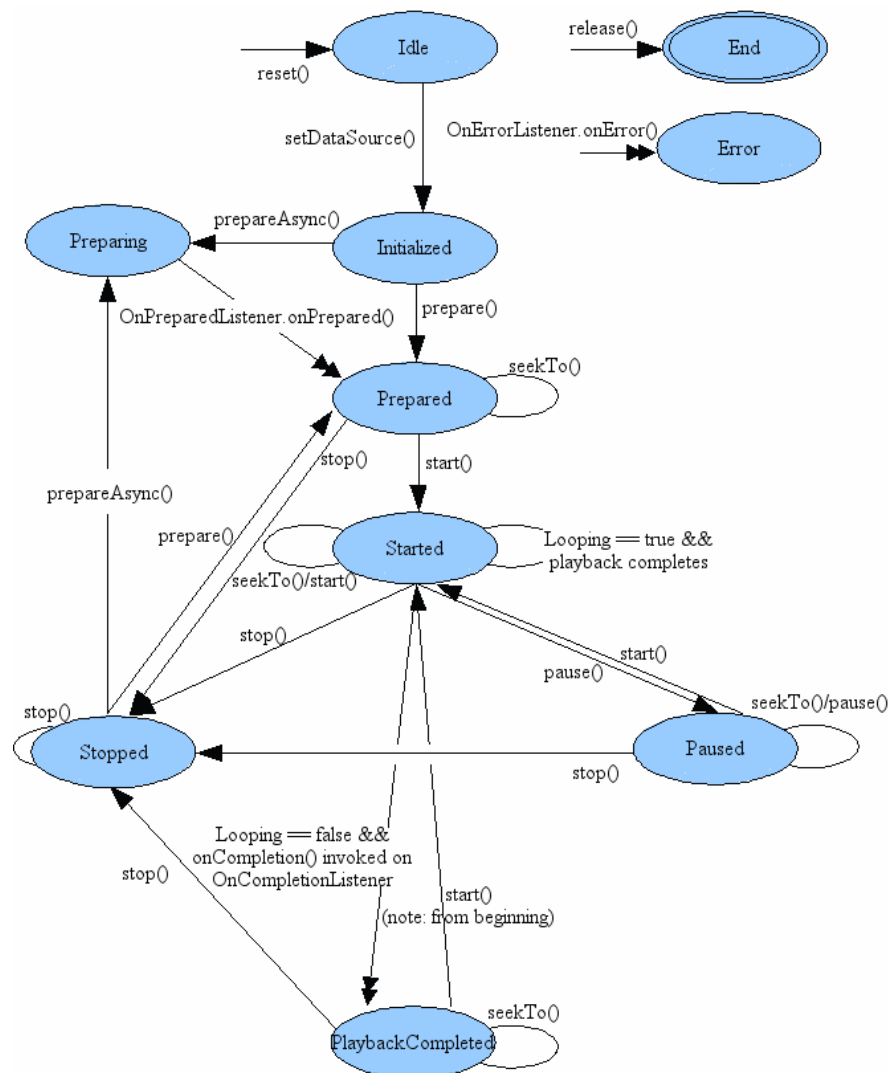 Idle
release()
End
reset()
setDataSource()
OnErrorListener.onError()
Error
prepareAsync()
Preparing
Initialized
OnPreparedListener.onPrepared()
prepare()
seekTo()
Prepared
stop()
start()
prepareAsync()
prepare()
Started
Looping == true &&
playback completes
seekTo()/start()
stop()
start()
pause()
seekTo()/pause()
stop()
Stopped
Paused
stop()
Looping == false &&
onCompletion() invoked on
OnCompletionListener
stop()
start()
(note: from beginning)
seekTo()
PlaybackCompleted